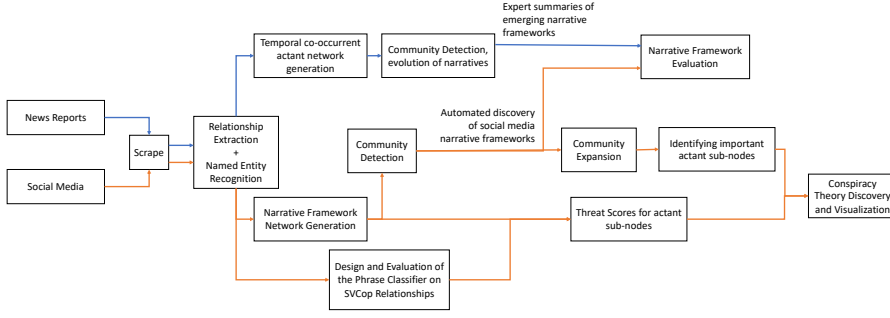 Expert summaries of
emerging narrative
frameworks
Temporal co-occurrent
actant network
generation
Community Detection,
evolution of narratives
Narrative Framework
Evaluation
News Reports
Scrape
Social Media
Relationship
Extraction
+
Named Entity
Recognition
Automated discovery
of social media
narrative frameworks
Community
Detection
Community
Expansion
Identifying important
actant sub-nodes
Conspiracy
Theory Discovery
and Visualization
Narrative Framework
Network Generation
Threat Scores for actant
sub-nodes
Design and Evaluation of
the Phrase Classifier on
SVCop Relationships